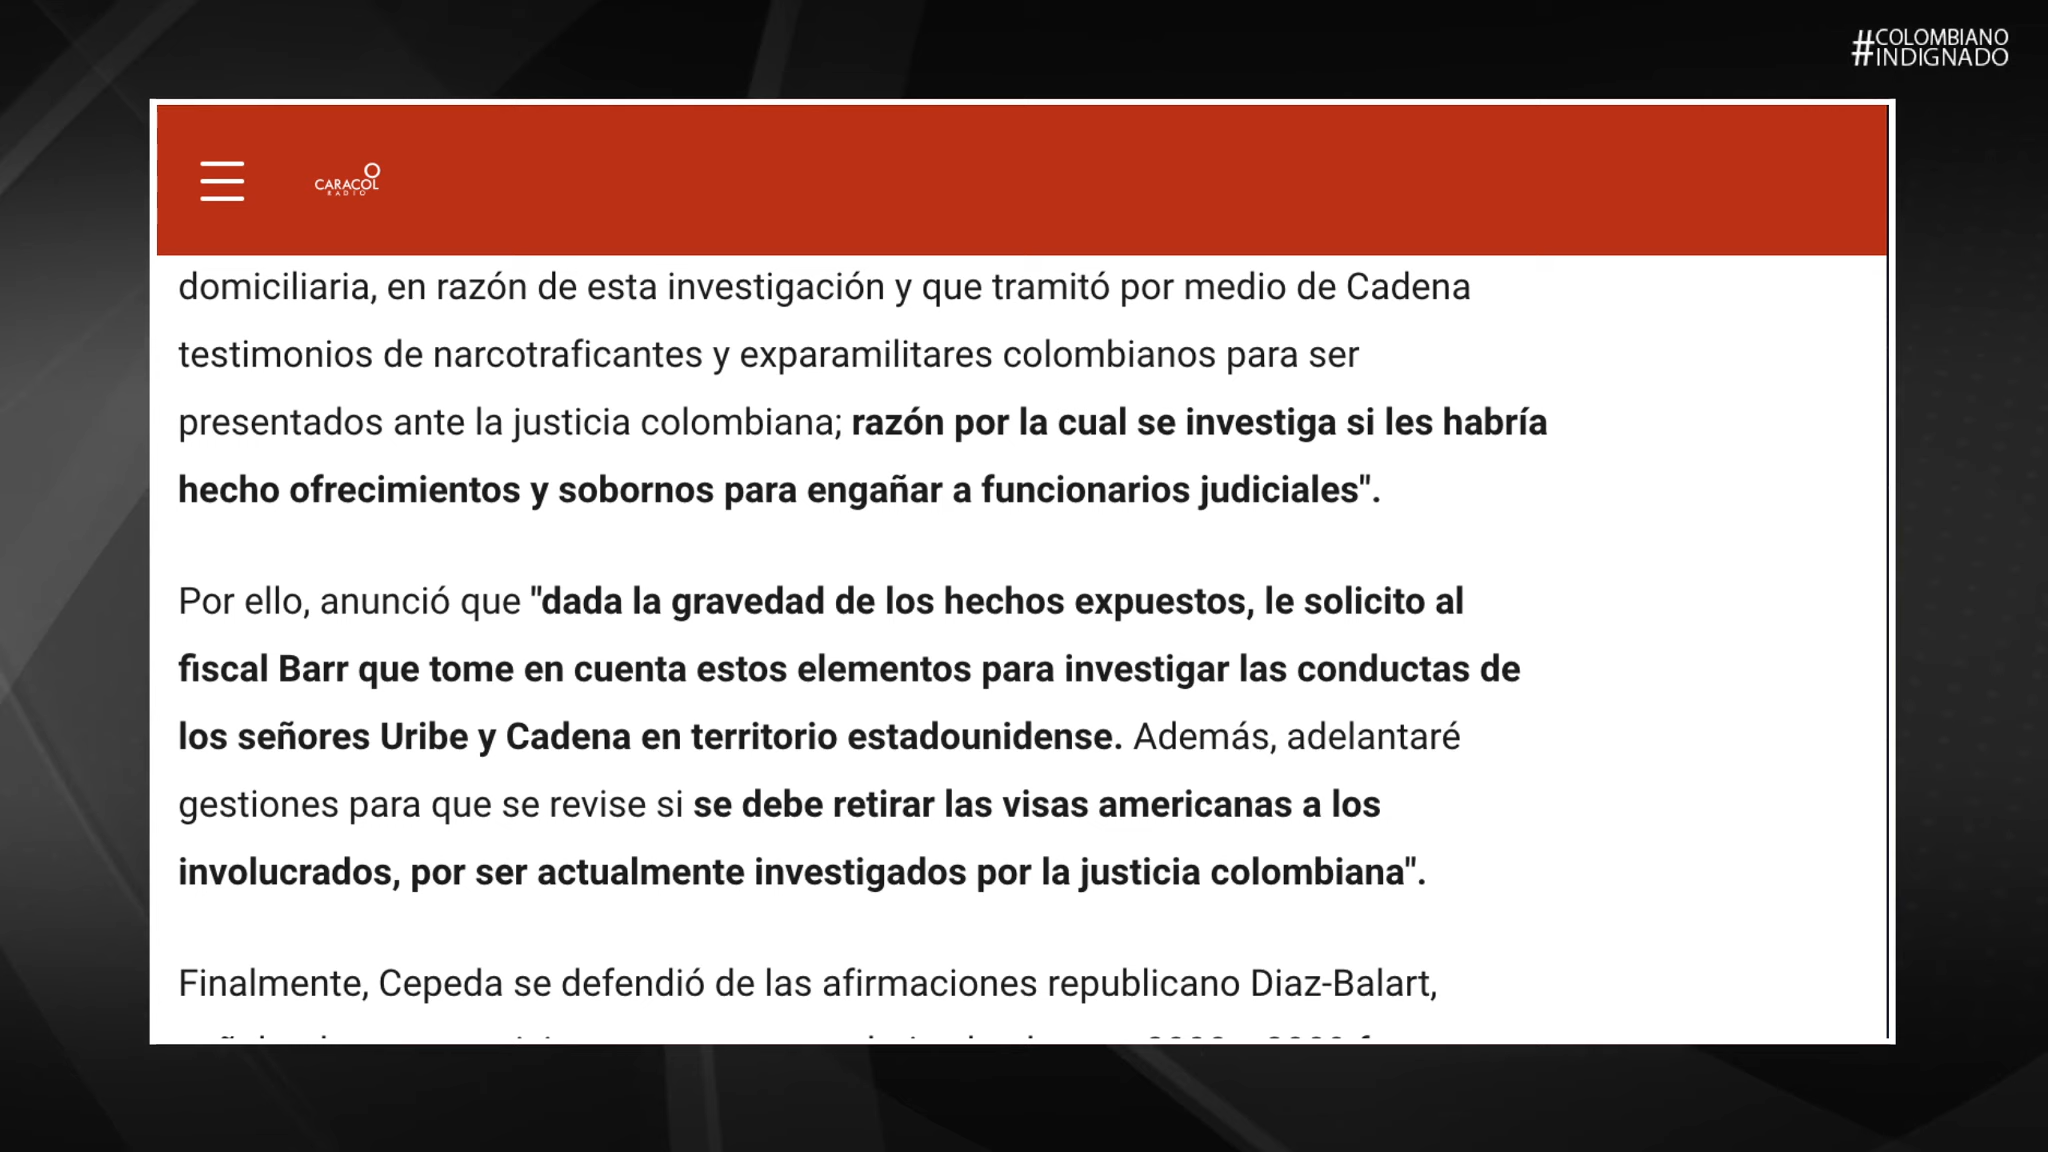 #COLOMBIANO
INDIGNADO
CARACOL
RADIO
domiciliaria, en razón de esta investigación y que tramitó por medio de Cadena
testimonios de narcotraficantes y exparamilitares colombianos para ser
presentados ante la justicia colombiana; razón por la cual se investiga si les habría
hecho ofrecimientos y sobornos para engañar a funcionarios judiciales".
Por ello, anunció que "dada la gravedad de los hechos expuestos, le solicito al
fiscal Barr que tome en cuenta estos elementos para investigar las conductas de
los señores Uribe y Cadena en territorio estadounidense. Además, adelantaré
gestiones para que se revise si se debe retirar las visas americanas a los
involucrados, por ser actualmente investigados por la justicia colombiana".
Finalmente, Cepeda se defendió de las afirmaciones republicano Diaz-Balart,